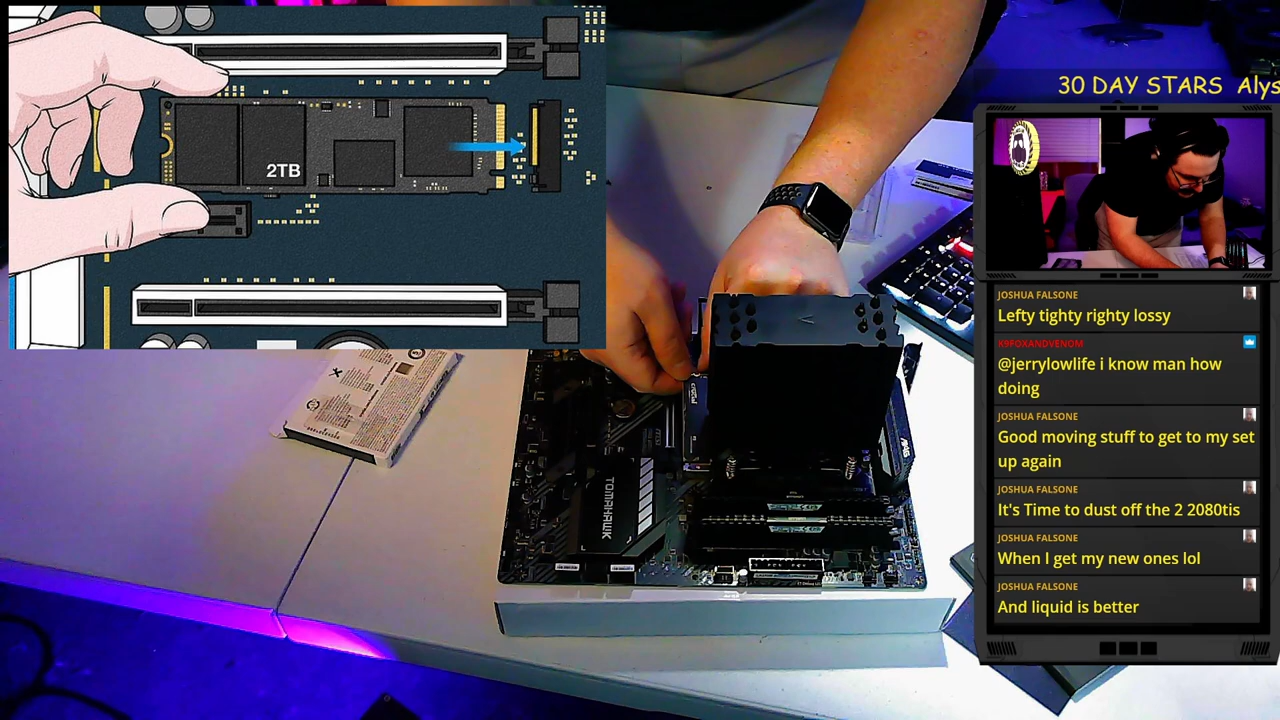 2TB
30 DAY STARS Alys
JOSHUA FALSONE
Lefty tighty righty lossy
K9FOXANDVENOM
@jerrylowlife i know man how
doing
JOSHUA FALSONE
Good moving stuff to get to my set
up again
JOSHUA FALSONE
It's Time to dust off the 2 2080tis
JOSHUA FALSONE
When I get my new ones lol
JOSHUA FALSONE
And liquid is better
crucial
TOMAHAWK